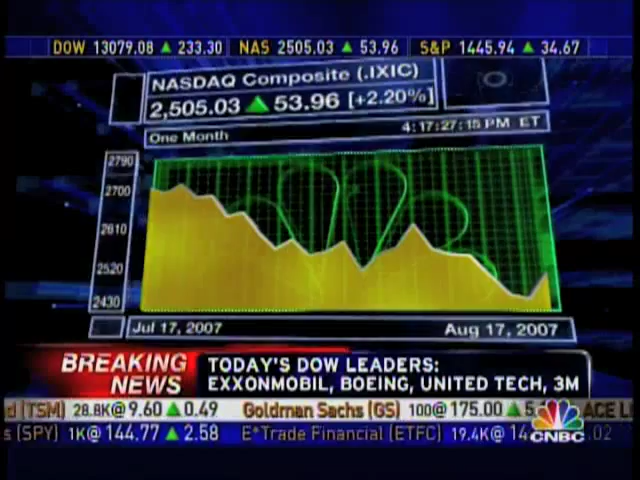 DOW 13079.08 ▲ 233.30 NAS 2505.03 ▲ 53.96 S&P 1445.94 ▲ 34.67
NASDAQ Composite (.IXIC)
2,505.03 ▲ 53.96 [+2.20%]
One Month 4:17:27:15 PM ET
2790
2700
2610
2520
2430
Jul 17, 2007 Aug 17, 2007
BREAKING NEWS
TODAY'S DOW LEADERS:
EXXONMOBIL, BOEING, UNITED TECH, 3M
d (TSM) 28.8K@9.60 ▲ 0.49 Goldman Sachs (GS) 100@175.00 ▲ 5 ACE L
s (SPY) 1K@144.77 ▲ 2.58 E*Trade Financial (ETFC) 19.4K@14 .02
CNBC